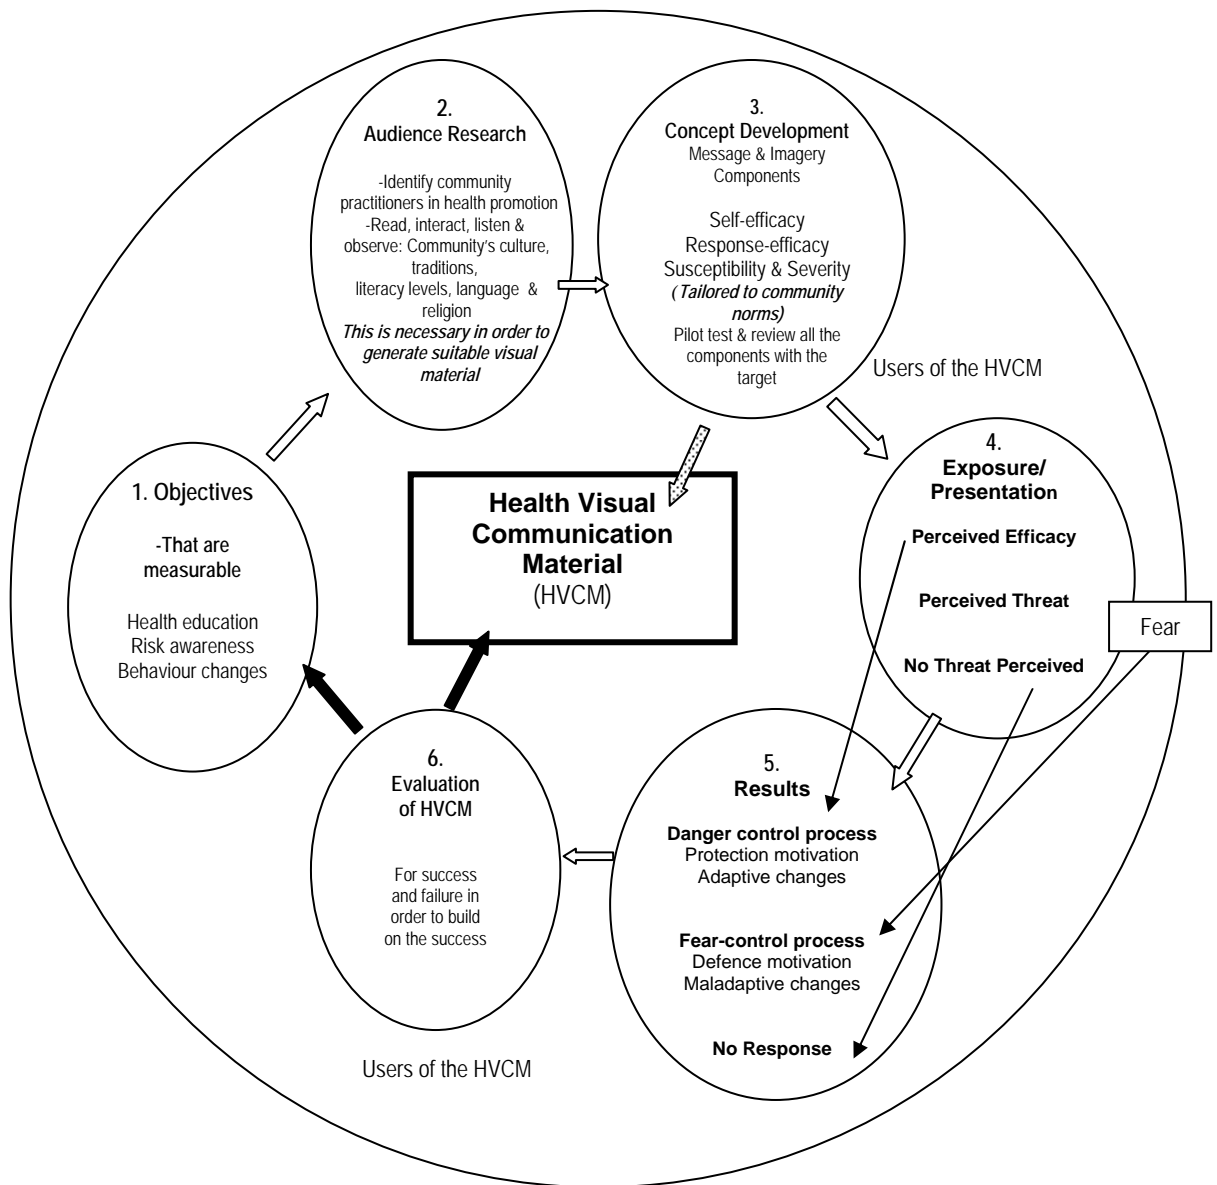 2.
Audience Research
-Identify community
practitioners in health promotion
-Read, interact, listen &
observe: Community's culture,
traditions,
literacy levels, language &
religion
This is necessary in order to
generate suitable visual
material
3.
Concept Development
Message & Imagery
Components
Self-efficacy
Response-efficacy
Susceptibility & Severity
(Tailored to community
norms)
Pilot test & review all the
components with the
target
Users of the HVCM
1. Objectives
-That are
measurable
Health education
Risk awareness
Behaviour changes
Health Visual
Communication
Material
(HVCM)
4.
Exposure/
Presentation
Perceived Efficacy
Perceived Threat
No Threat Perceived
Fear
6.
Evaluation
of HVCM
For success
and failure in
order to build
on the success
5.
Results
Danger control process
Protection motivation
Adaptive changes
Fear-control process
Defence motivation
Maladaptive changes
No Response
Users of the HVCM